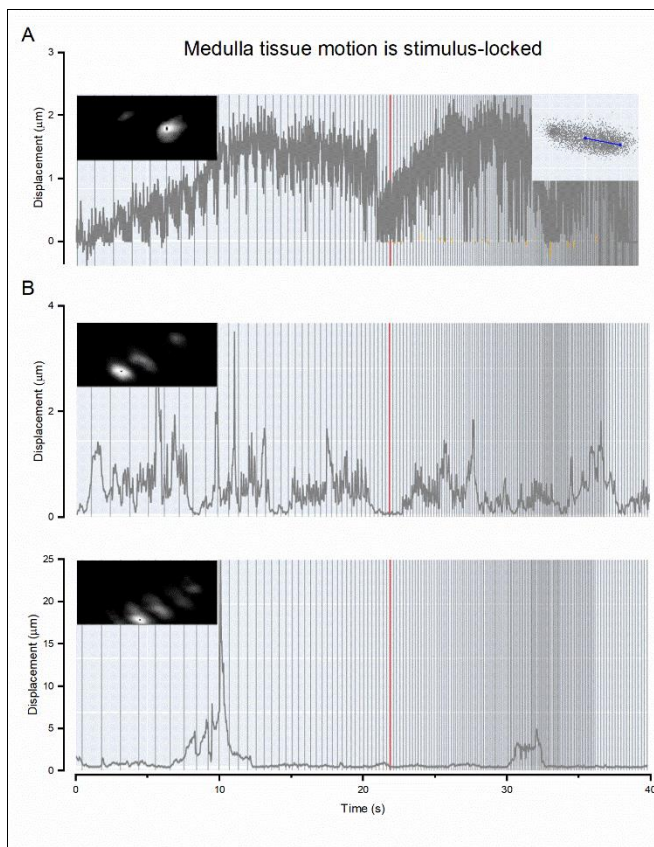 A
Medulla tissue motion is stimulus-locked
3
2
1
0
Displacement (µm)
B
4
2
0
Displacement (µm)
25
20
15
10
5
0
Displacement (µm)
0
10
20
30
40
Time (s)